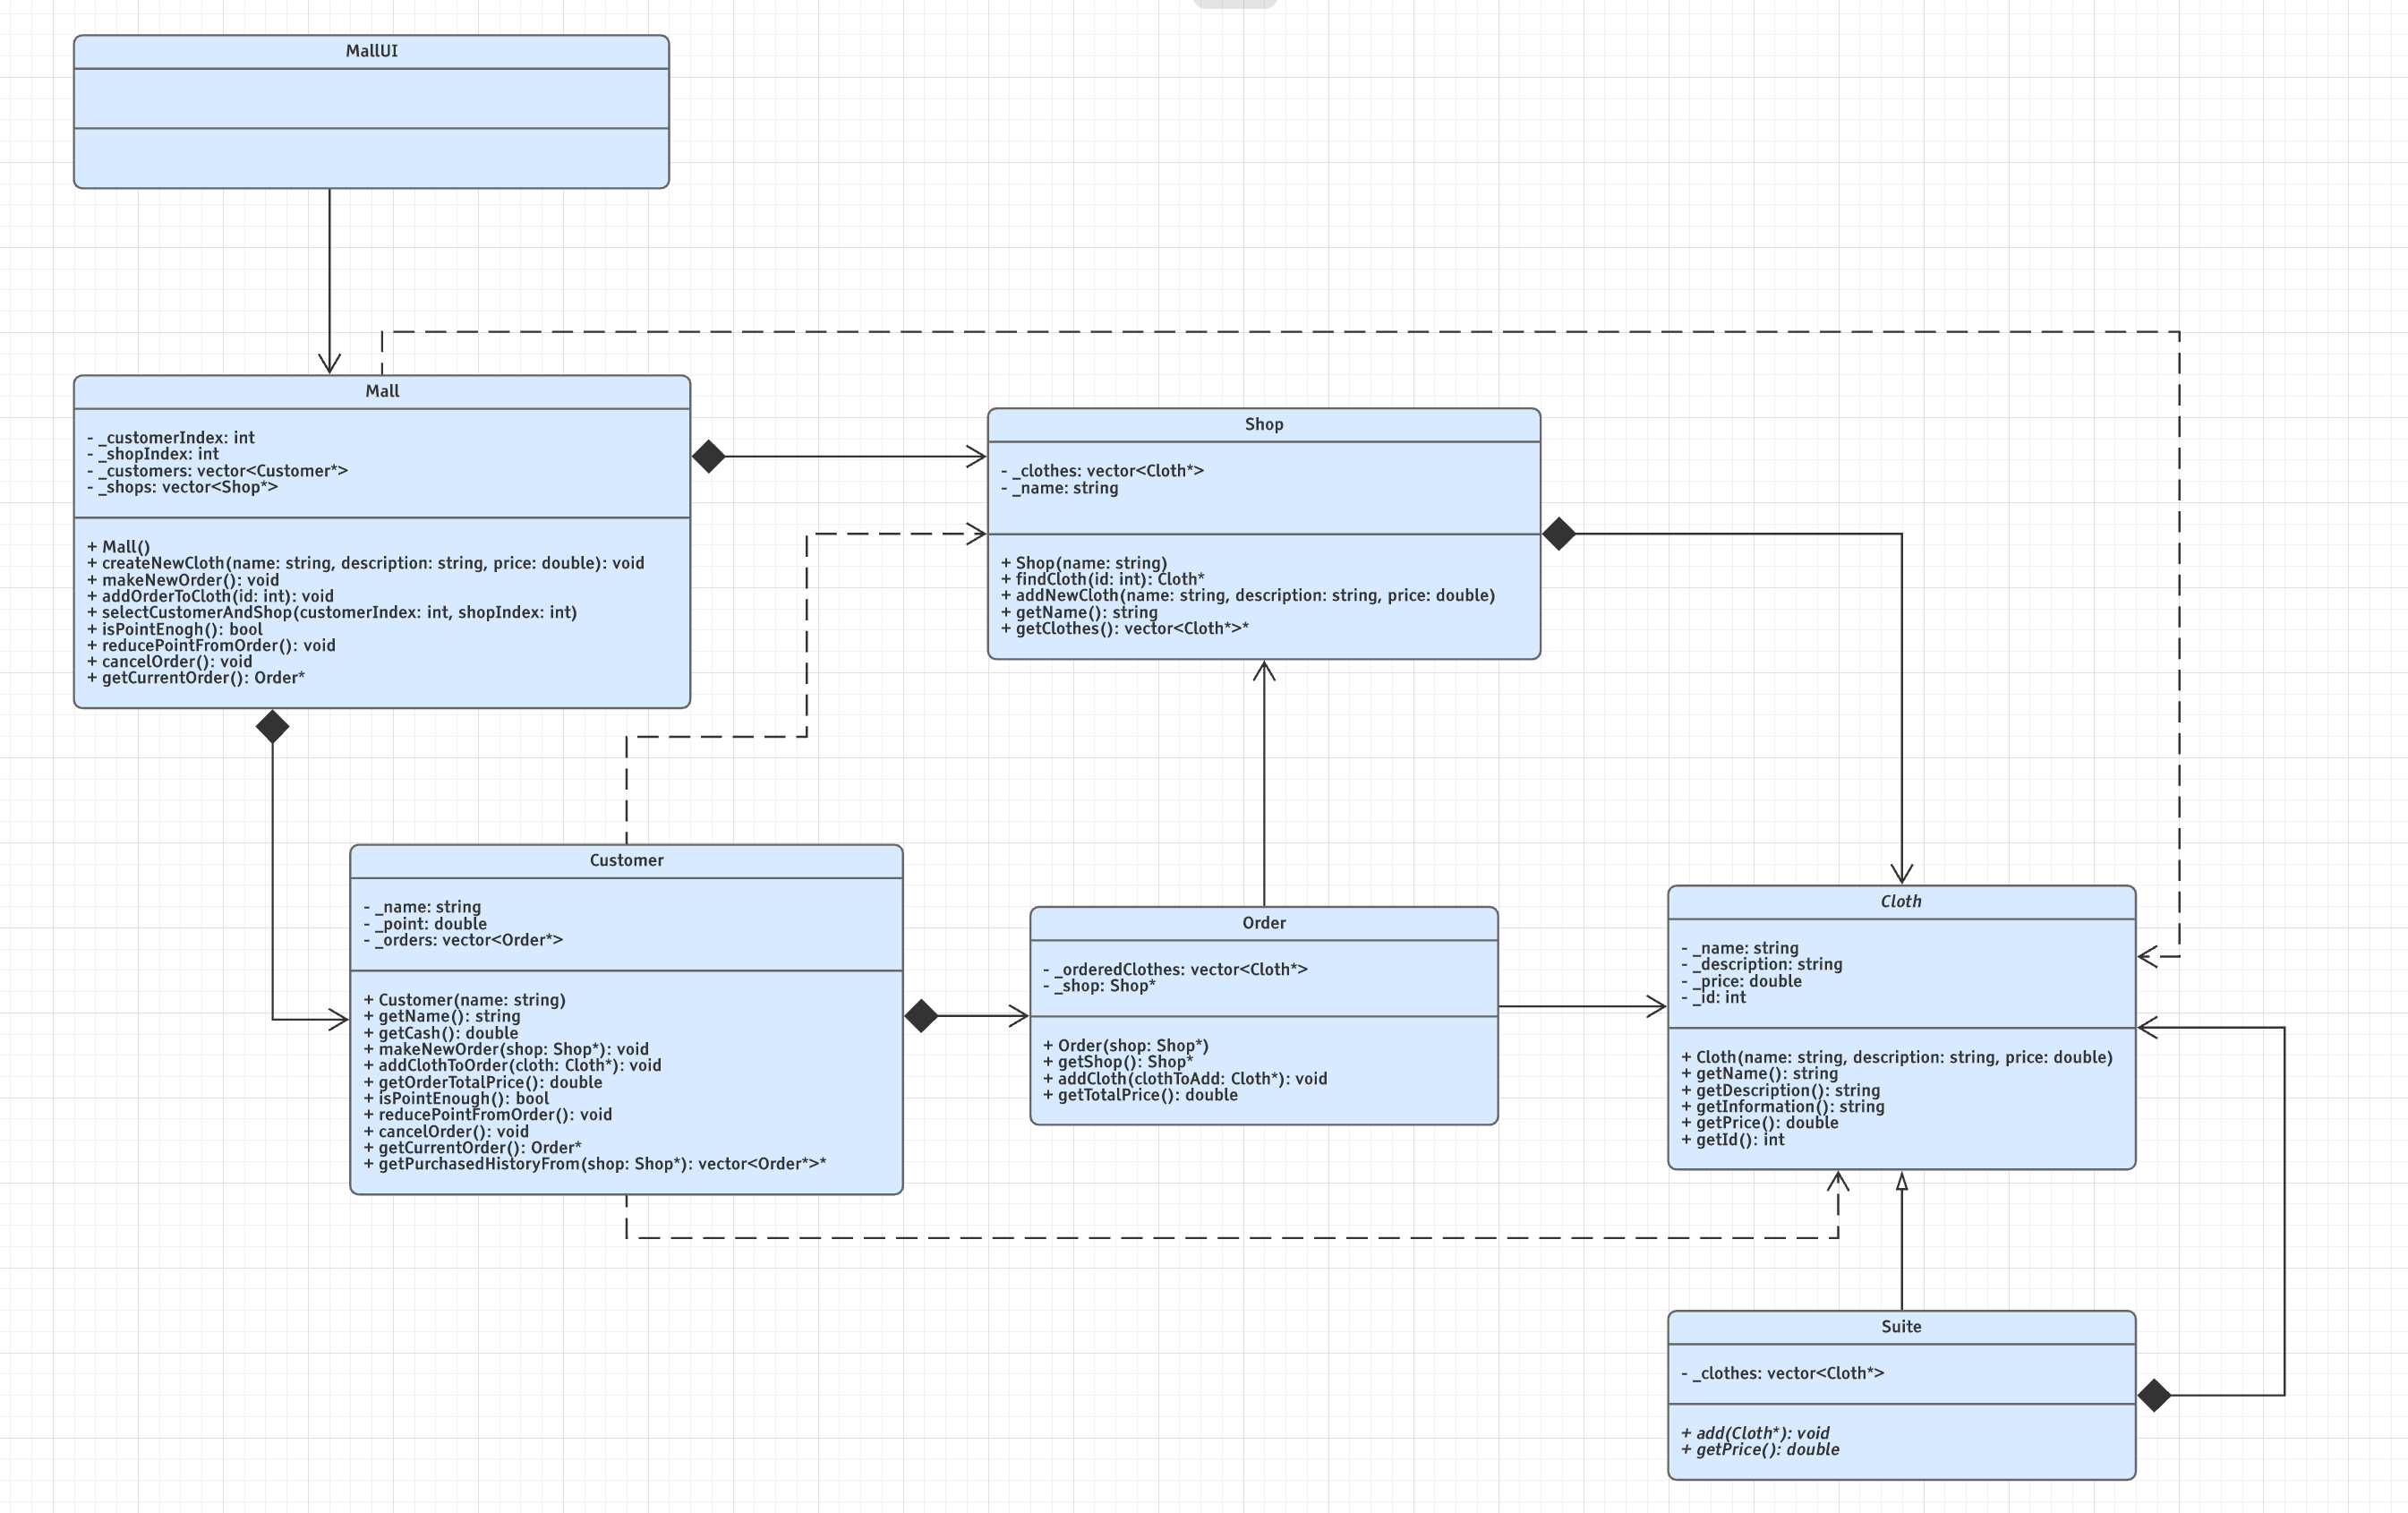 MallUI
Mall
- _customerIndex: int
- _shopIndex: int
- _customers: vector<Customer*>
- _shops: vector<Shop*>
+ Mall()
+ createNewCloth(name: string, description: string, price: double): void
+ makeNewOrder(): void
+ addOrderToCloth(id: int): void
+ selectCustomerAndShop(customerIndex: int, shopIndex: int)
+ isPointEnogh(): bool
+ reducePointFromOrder(): void
+ cancelOrder(): void
+ getCurrentOrder(): Order*
Shop
- _clothes: vector<Cloth*>
- _name: string
+ Shop(name: string)
+ findCloth(id: int): Cloth*
+ addNewCloth(name: string, description: string, price: double)
+ getName(): string
+ getClothes(): vector<Cloth*>*
Customer
- _name: string
- _point: double
- _orders: vector<Order*>
+ Customer(name: string)
+ getName(): string
+ getCash(): double
+ makeNewOrder(shop: Shop*): void
+ addClothToOrder(cloth: Cloth*): void
+ getOrderTotalPrice(): double
+ isPointEnough(): bool
+ reducePointFromOrder(): void
+ cancelOrder(): void
+ getCurrentOrder(): Order*
+ getPurchasedHistoryFrom(shop: Shop*): vector<Order*>*
Order
- _orderedClothes: vector<Cloth*>
- _shop: Shop*
+ Order(shop: Shop*)
+ getShop(): Shop*
+ addCloth(clothToAdd: Cloth*): void
+ getTotalPrice(): double
Cloth
- _name: string
- _description: string
- _price: double
- _id: int
+ Cloth(name: string, description: string, price: double)
+ getName(): string
+ getDescription(): string
+ getInformation(): string
+ getPrice(): double
+ getId(): int
Suite
- _clothes: vector<Cloth*>
+ add(Cloth*): void
+ getPrice(): double